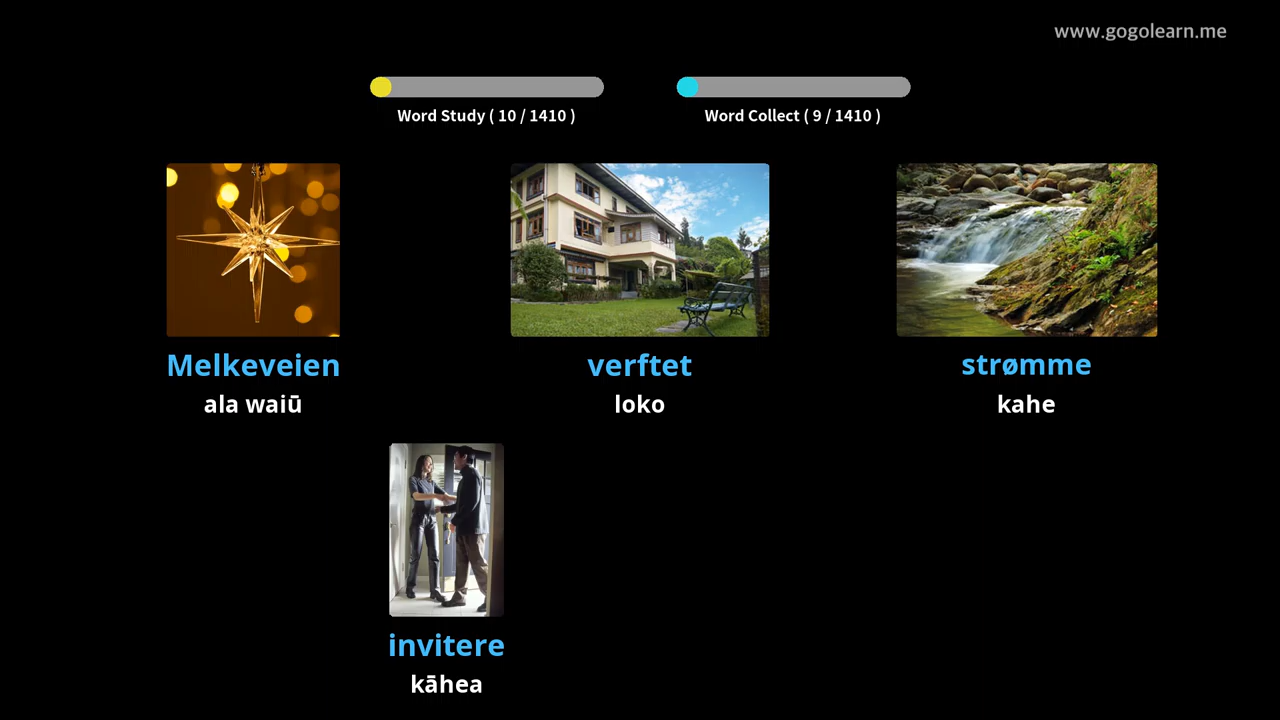 www.gogolearn.me
Word Study ( 10 / 1410 )
Word Collect ( 9 / 1410 )
Melkeveien
ala waiū
verftet
loko
strømme
kahe
invitere
kāhea